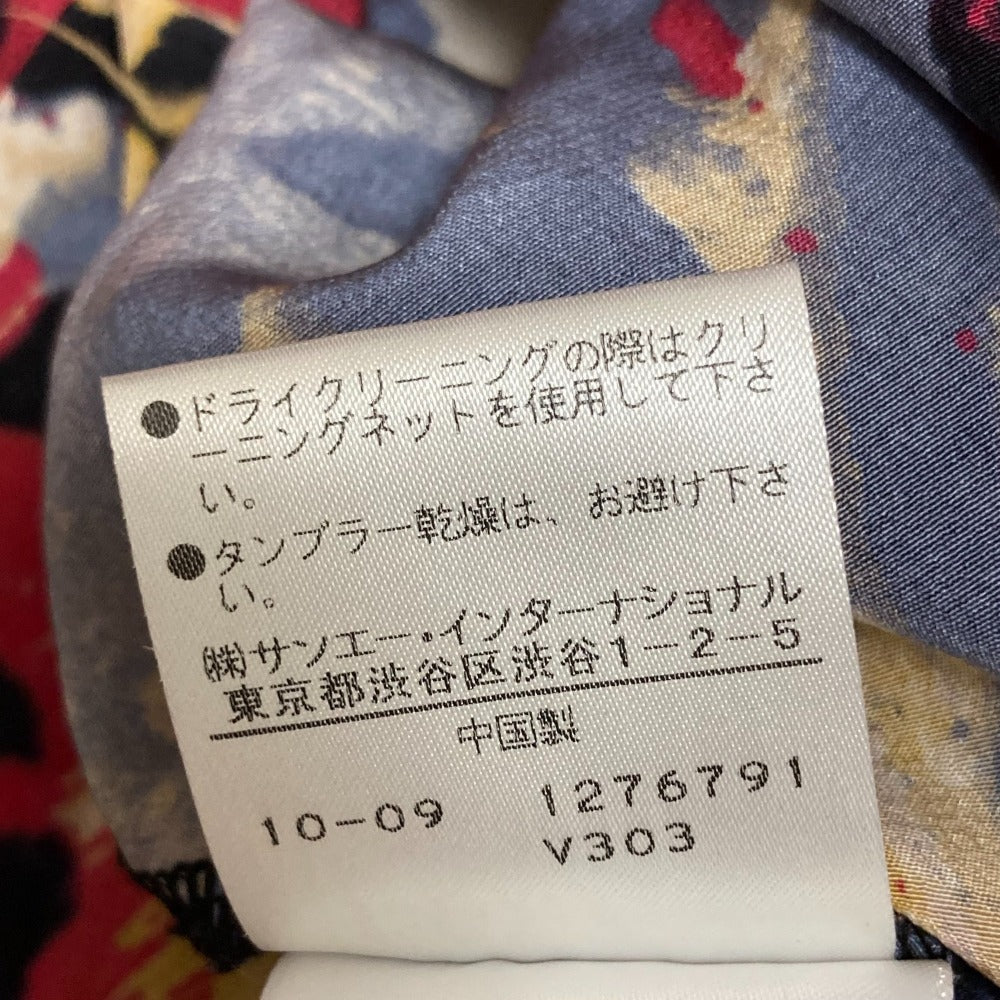 ●ドライクリーニングの際はクリ
ーニングネットを使用して下さ
い。
●タンブラー乾燥は、お避け下さ
い。
㈱サンエー・インターナショナル
東京都渋谷区渋谷1-2-5
中国製
10-09 1276791
V303